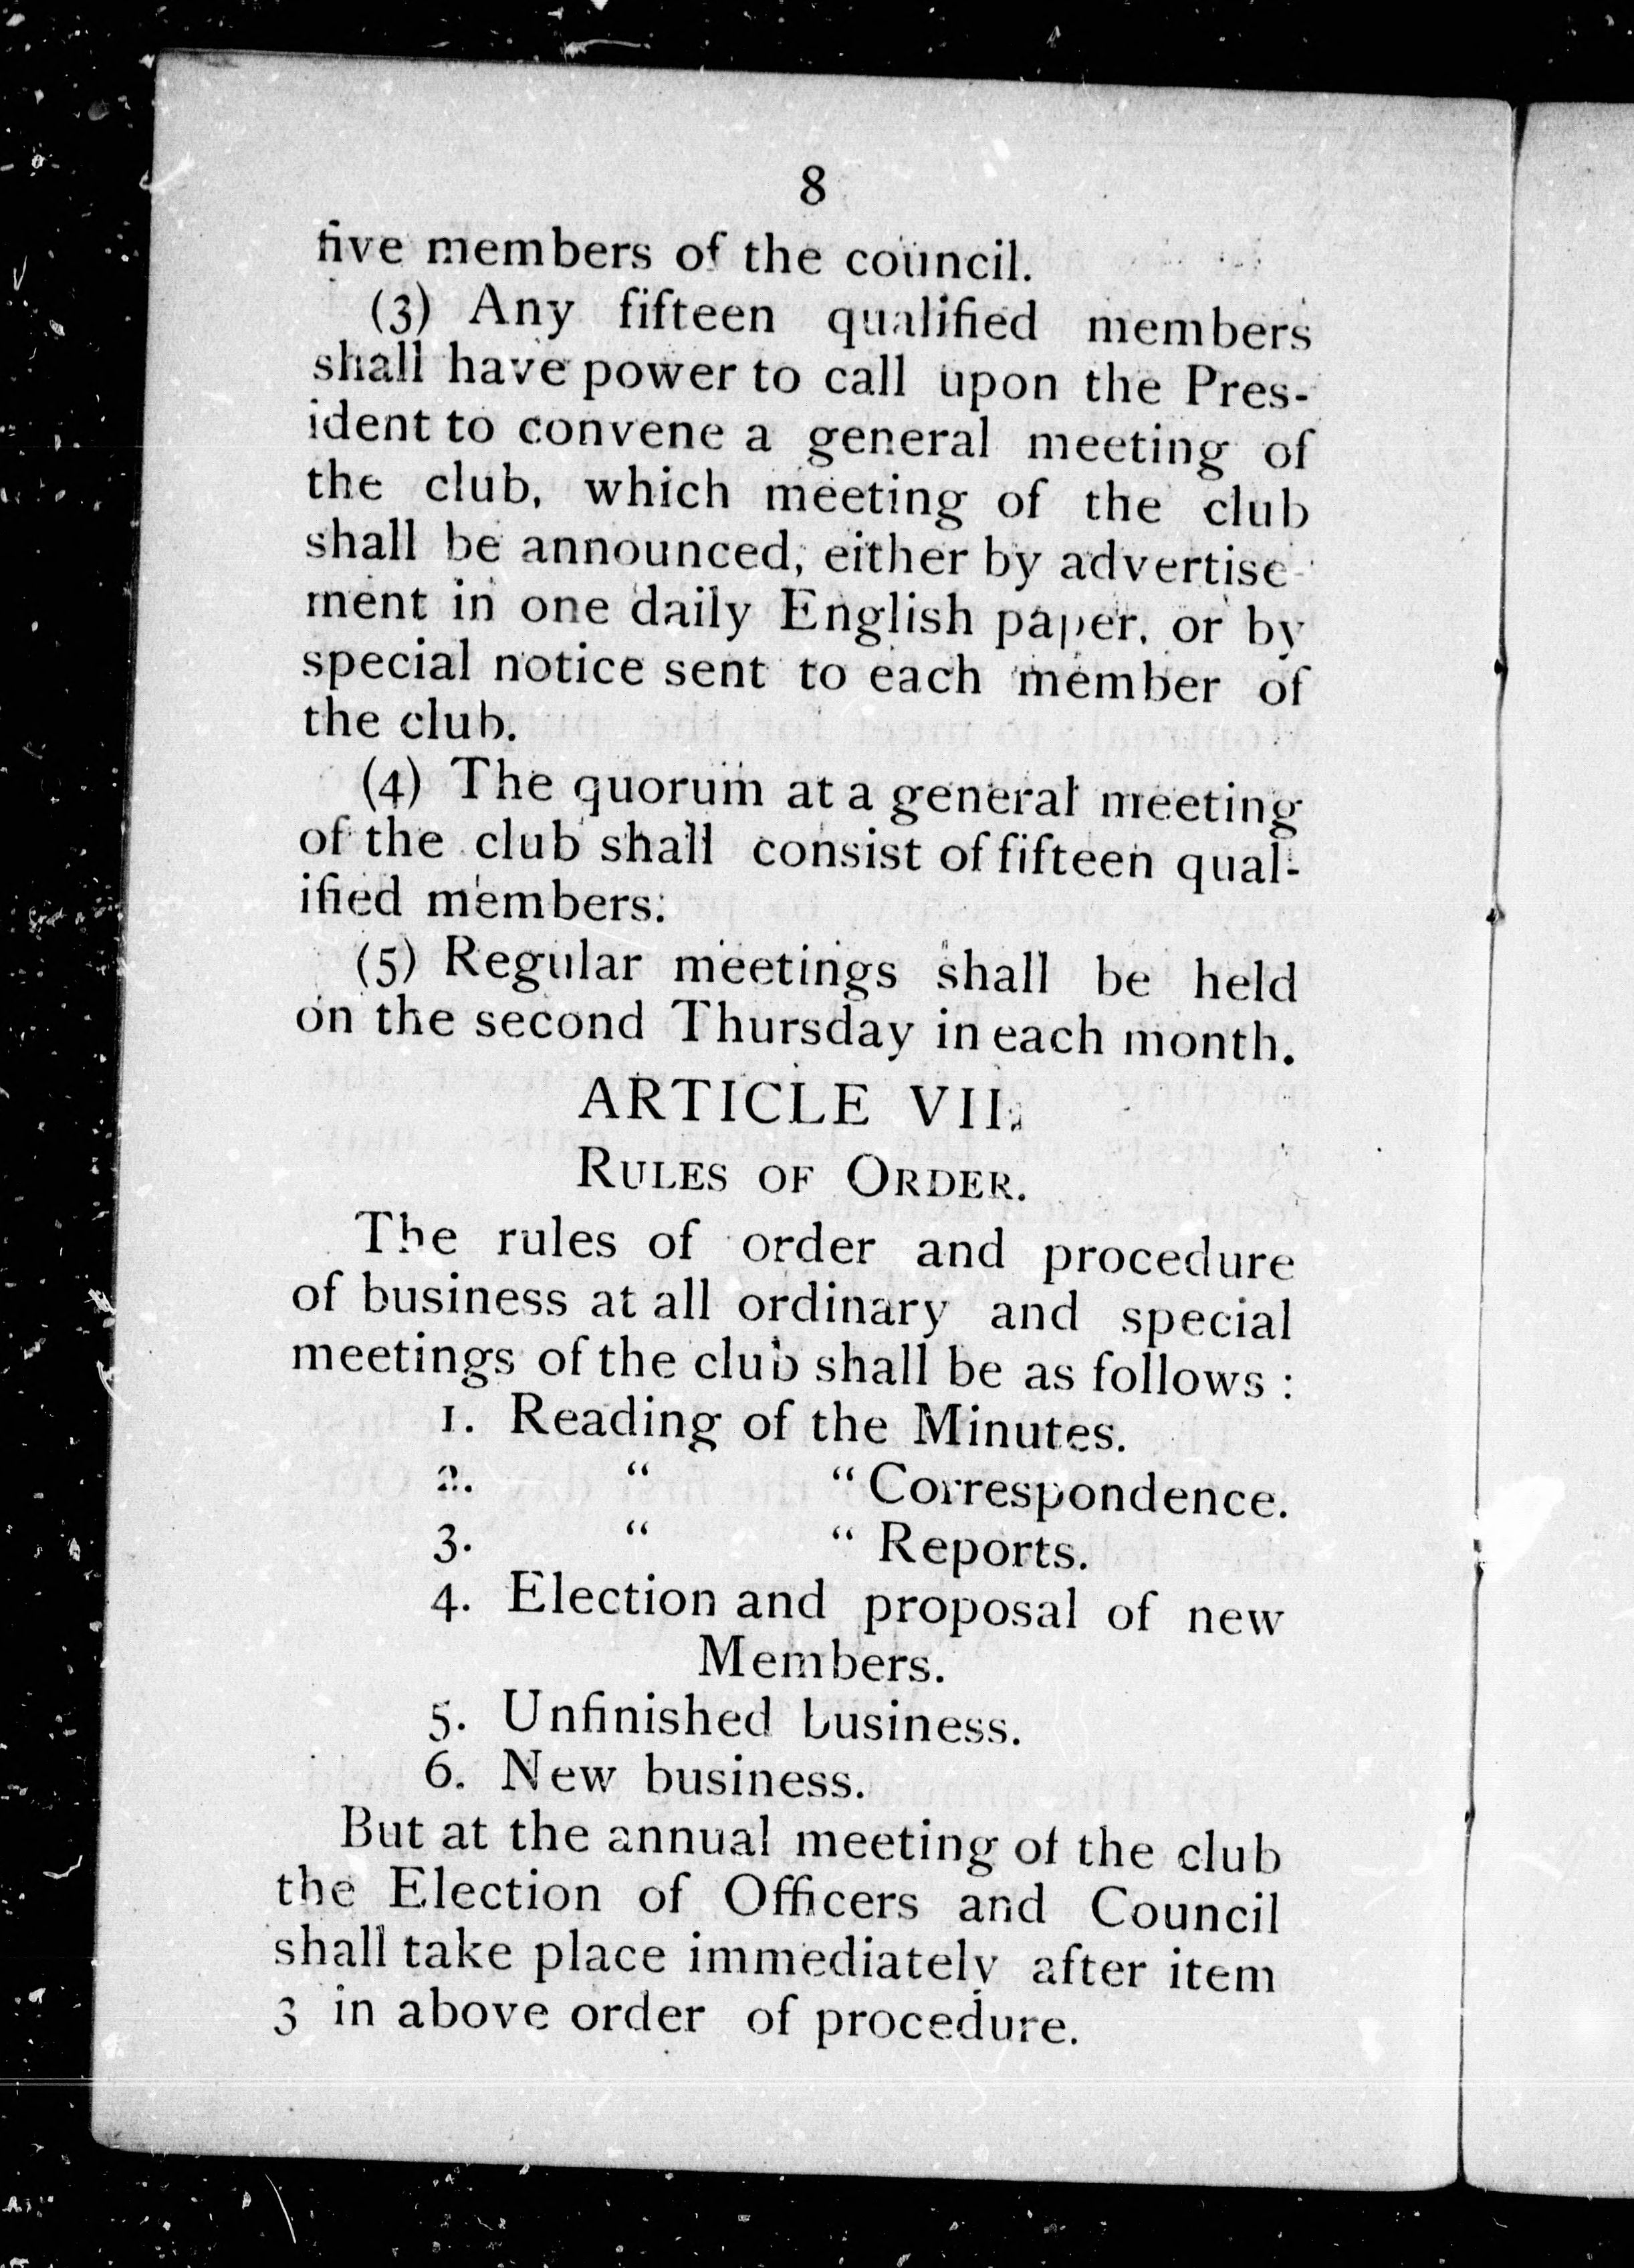 8
five members of the council.
(3) Any fifteen qualified members
shall have power to call upon the Pres-
ident to convene a general meeting of
the club, which meeting of the club
shall be announced, either by advertise-
ment in one daily English paper, or by
special notice sent to each member of
the club.
(4) The quorum at a general meeting
of the club shall consist of fifteen qual-
ified members.
(5) Regular meetings shall be held
on the second Thursday in each month.
ARTICLE VII.
RULES OF ORDER.
The rules of order and procedure
of business at all ordinary and special
meetings of the club shall be as follows :
1. Reading of the Minutes.
2. “ “ Correspondence.
3. “ “ Reports.
4. Election and proposal of new
Members.
5. Unfinished business.
6. New business.
But at the annual meeting of the club
the Election of Officers and Council
shall take place immediately after item
3 in above order of procedure.